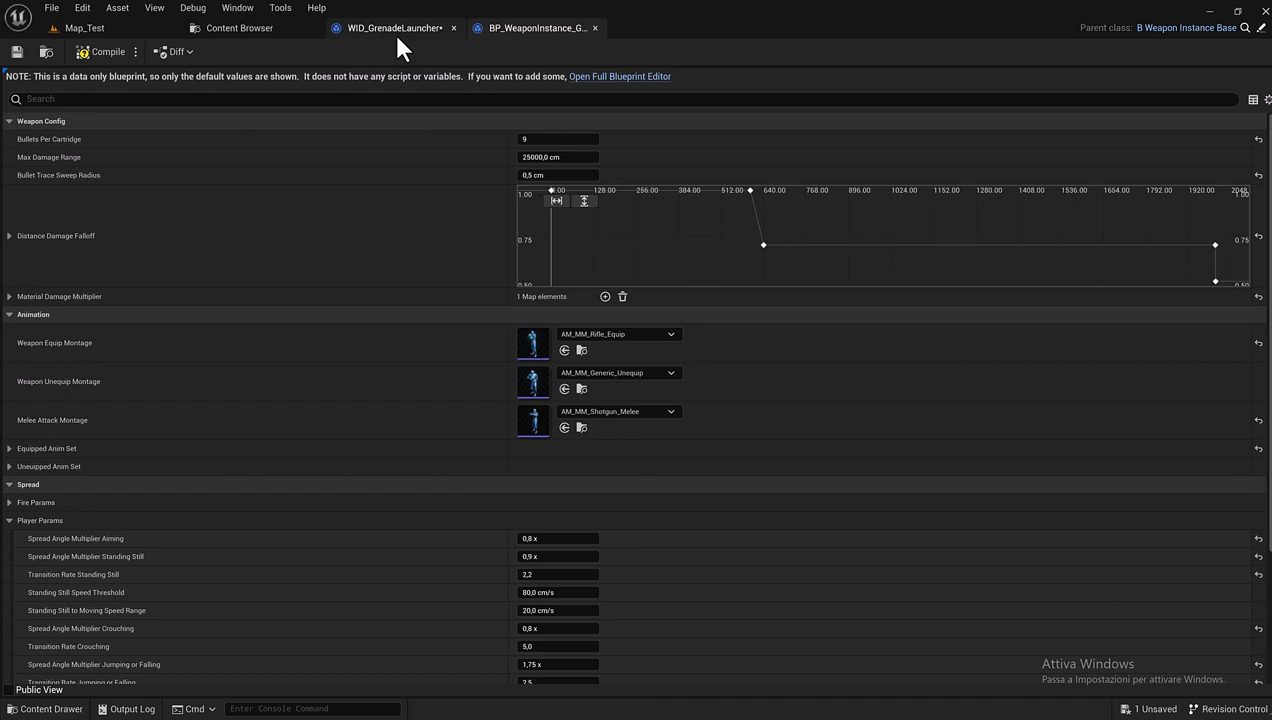 File Edit Asset View Debug Window Tools Help
Map_Test Content Browser WID_GrenadeLauncher• × BP_WeaponInstance_G... × Parent class: B Weapon Instance Base
Compile Diff
NOTE: This is a data only blueprint, so only the default values are shown. It does not have any script or variables. If you want to add some, Open Full Blueprint Editor
Search
Weapon Config
Bullets Per Cartridge 9
Max Damage Range 25000,0 cm
Bullet Trace Sweep Radius 0,5 cm
128.00 256.00 384.00 512.00 640.00 768.00 896.00 1024.00 1152.00 1280.00 1408.00 1536.00 1664.00 1792.00 1920.00 2048
1.00 1.00
Distance Damage Falloff
0.75 0.75
0.50 0.50
Material Damage Multiplier 1 Map elements
Animation
Weapon Equip Montage AM_MM_Rifle_Equip
Weapon Unequip Montage AM_MM_Generic_Unequip
Melee Attack Montage AM_MM_Shotgun_Melee
Equipped Anim Set
Uneuipped Anim Set
Spread
Fire Params
Player Params
Spread Angle Multiplier Aiming 0,8 x
Spread Angle Multiplier Standing Still 0,9 x
Transition Rate Standing Still 2,2
Standing Still Speed Threshold 80,0 cm/s
Standing Still to Moving Speed Range 20,0 cm/s
Spread Angle Multiplier Crouching 0,8 x
Transition Rate Crouching 5,0
Spread Angle Multiplier Jumping or Falling 1,75 x
Transition Rate Jumping or Falling 2,5
Attiva Windows
Passa a Impostazioni per attivare Windows.
Public View
Content Drawer Output Log Cmd Enter Console Command 1 Unsaved Revision Control